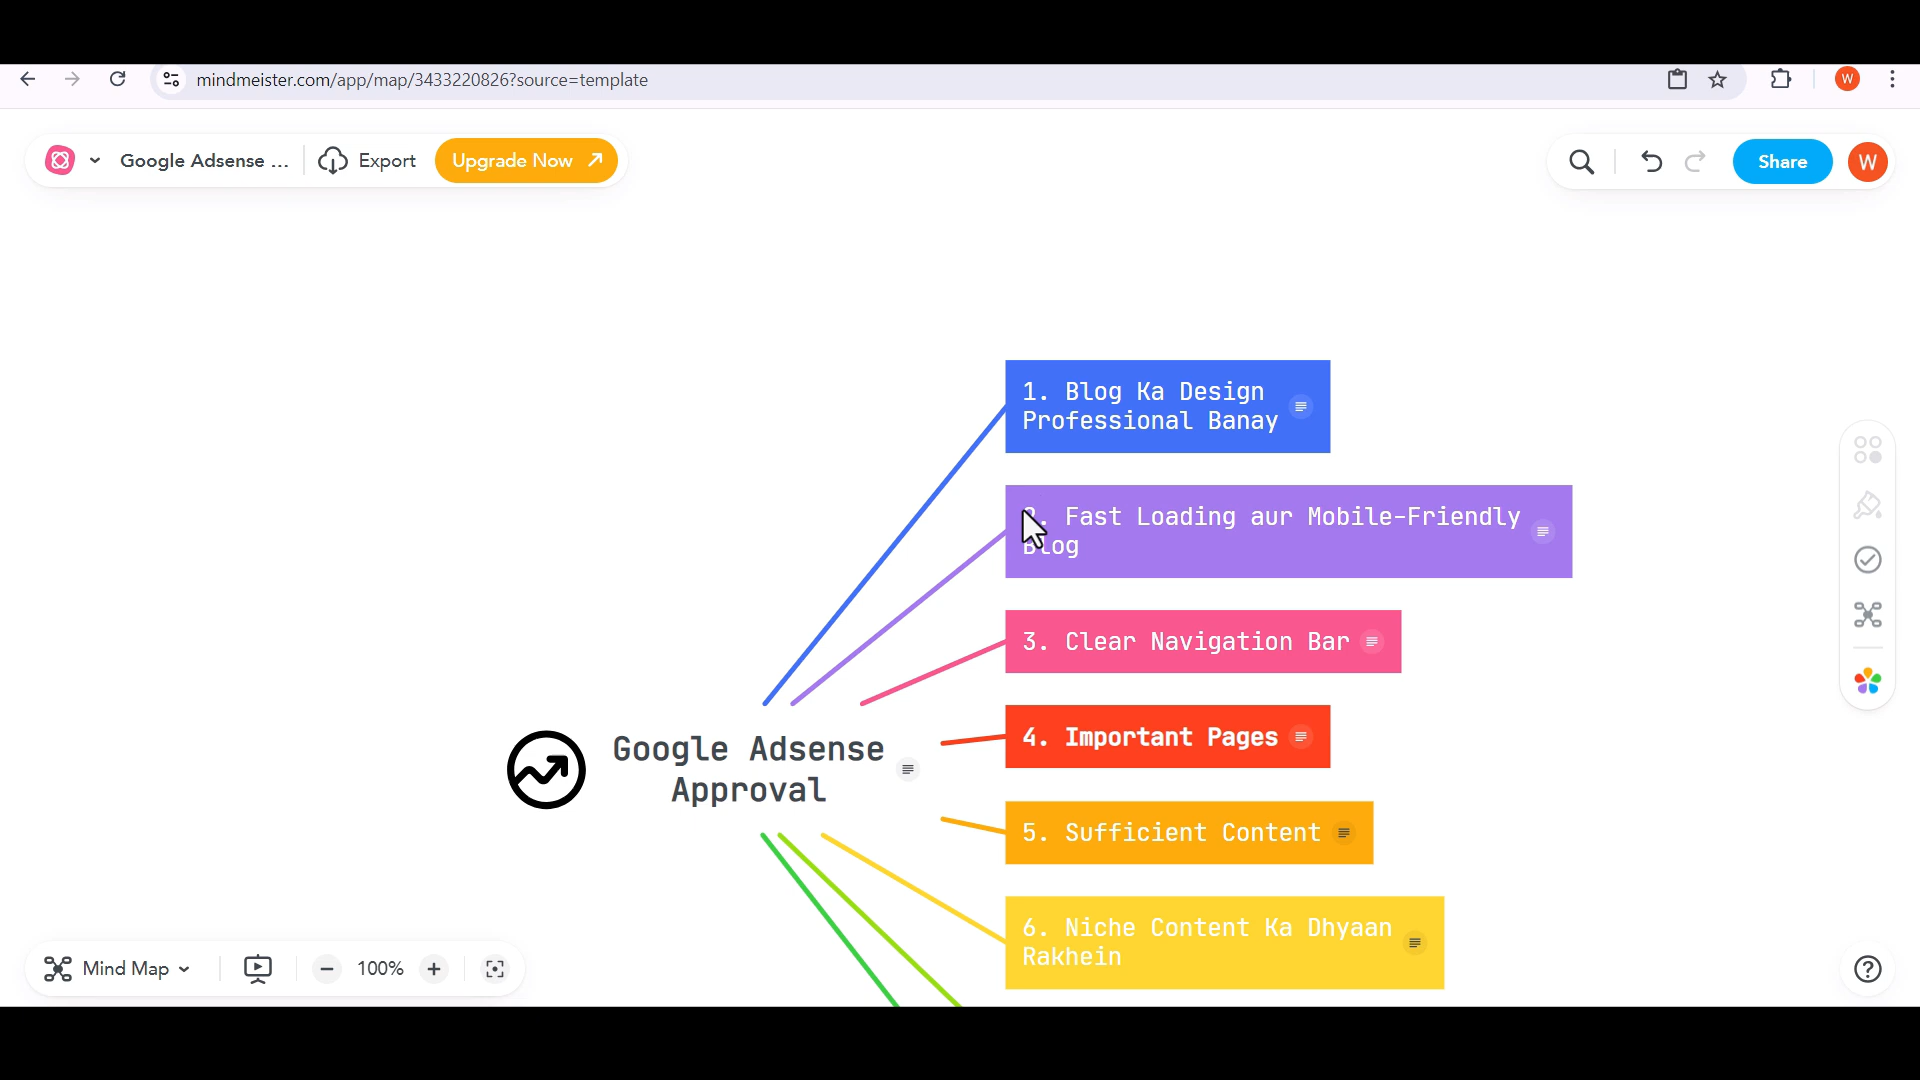 mindmeister.com/app/map/3433220826?source=template
W
Google Adsense ...
Export
Upgrade Now
Share
W
1. Blog Ka Design
Professional Banay
2. Fast Loading aur Mobile-Friendly
Blog
3. Clear Navigation Bar
4. Important Pages
Google Adsense
Approval
5. Sufficient Content
6. Niche Content Ka Dhyaan
Rakhein
Mind Map
100%